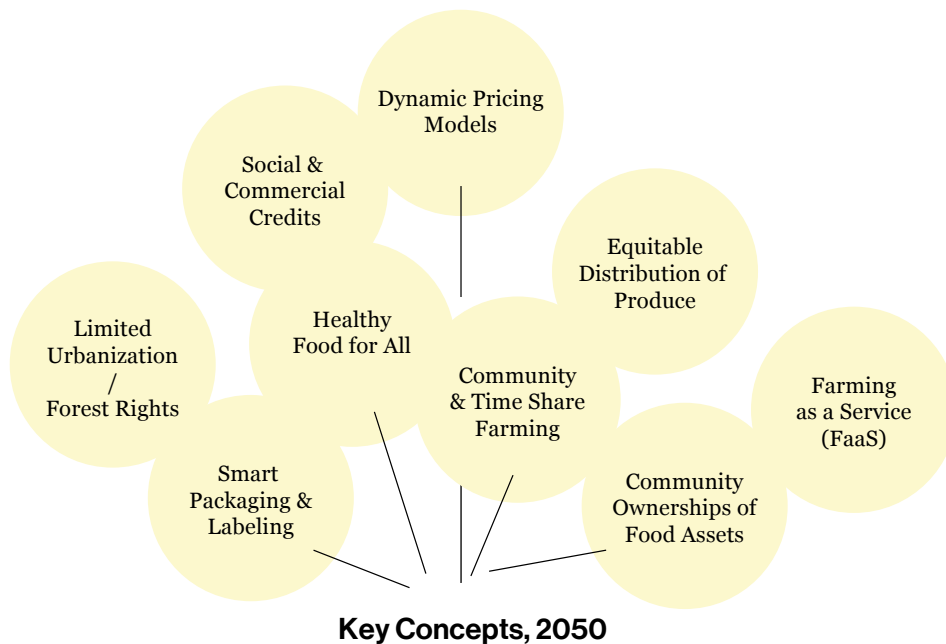 Dynamic Pricing
Models
Social &
Commercial
Credits
Equitable
Distribution of
Produce
Limited
Urbanization
/
Forest Rights
Healthy
Food for All
Community
& Time Share
Farming
Farming
as a Service
(FaaS)
Smart
Packaging &
Labeling
Community
Ownerships of
Food Assets
Key Concepts, 2050